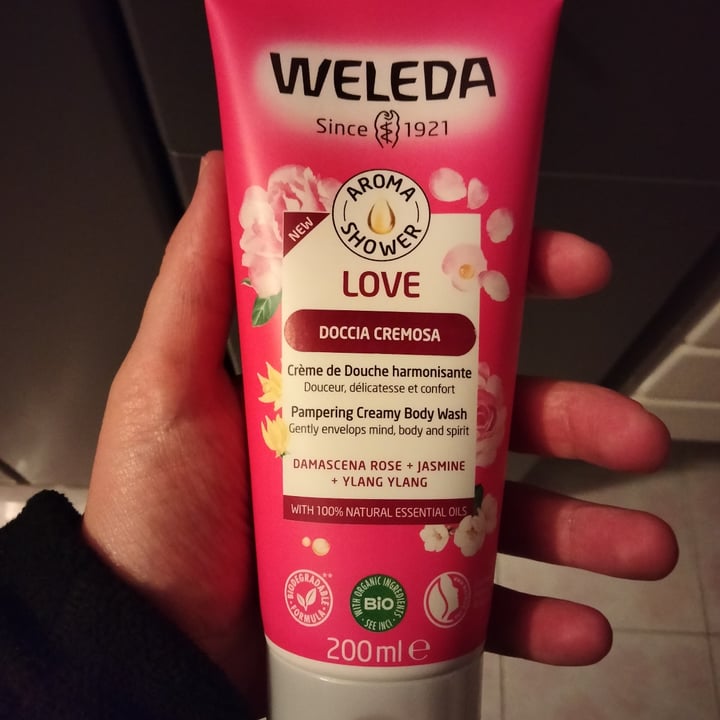 WELEDA
Since 1921
AROMA
SHOWER
NEW
LOVE
DOCCIA CREMOSA
Crème de Douche harmonisante
Douceur, délicatesse et confort
Pampering Creamy Body Wash
Gently envelops mind, body and spirit
DAMASCENA ROSE + JASMINE
+ YLANG YLANG
WITH 100% NATURAL ESSENTIAL OILS
BIODEGRADABLE
FORMULA
WITH ORGANIC INGREDIENTS
BIO
SEE INCI
200 ml ℮